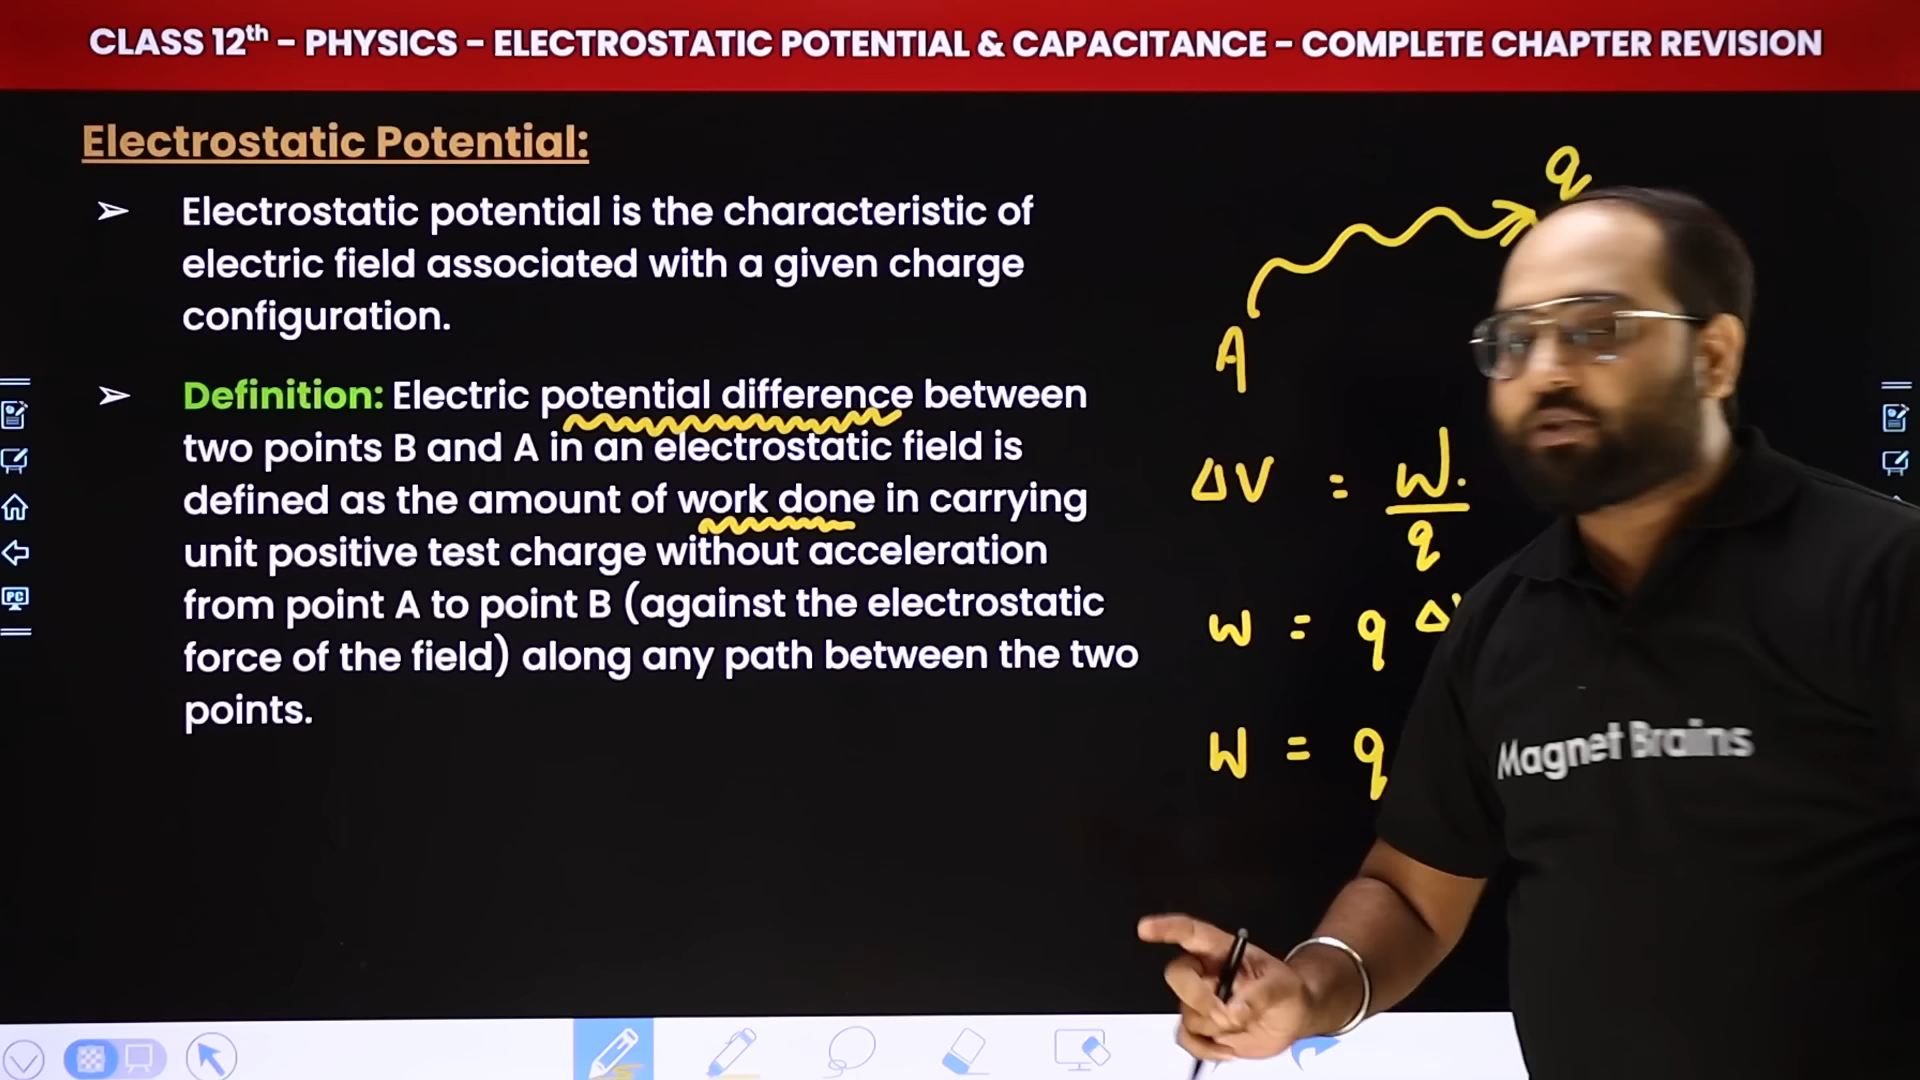 CLASS 12th – PHYSICS – ELECTROSTATIC POTENTIAL & CAPACITANCE – COMPLETE CHAPTER REVISION
Electrostatic Potential:
➢ Electrostatic potential is the characteristic of
electric field associated with a given charge
configuration.
➢ Definition: Electric potential difference between
two points B and A in an electrostatic field is
defined as the amount of work done in carrying
unit positive test charge without acceleration
from point A to point B (against the electrostatic
force of the field) along any path between the two
points.
q
A
ΔV = W.
q
W = q Δ
W = q
Magnet Brains
PC
PC